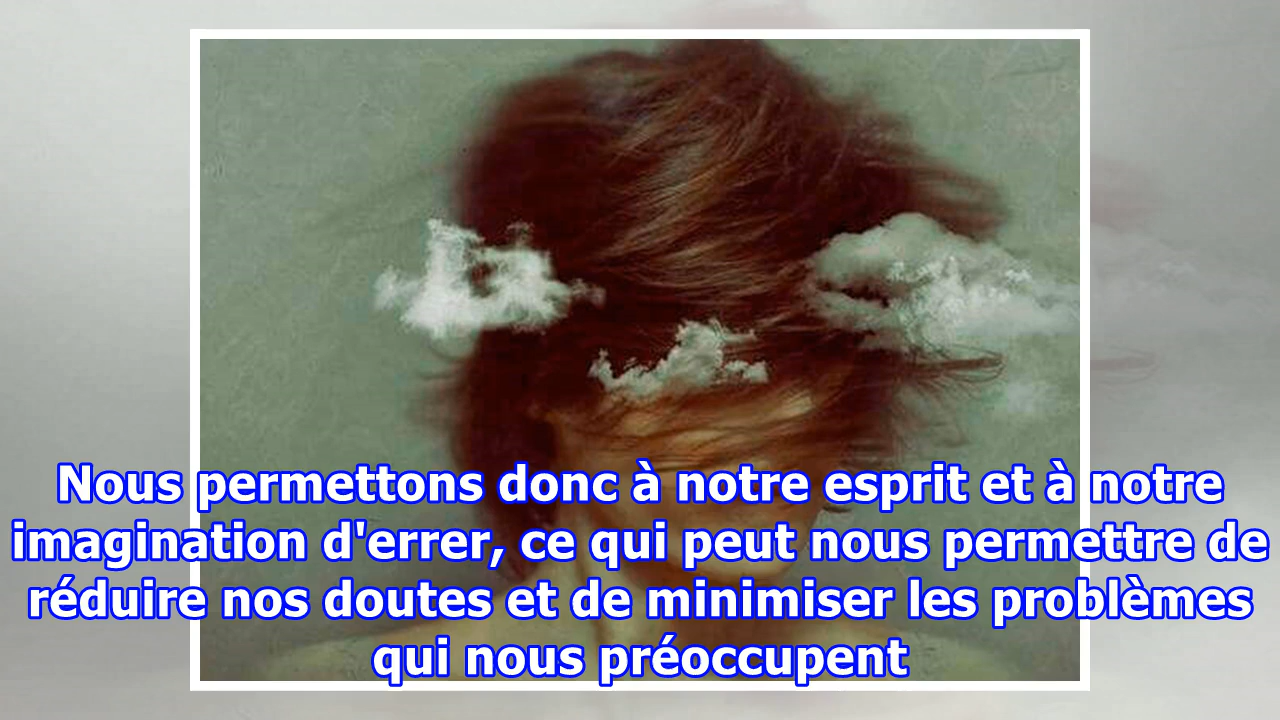 Nous permettons donc à notre esprit et à notre
imagination d'errer, ce qui peut nous permettre de
réduire nos doutes et de minimiser les problèmes
qui nous préoccupent